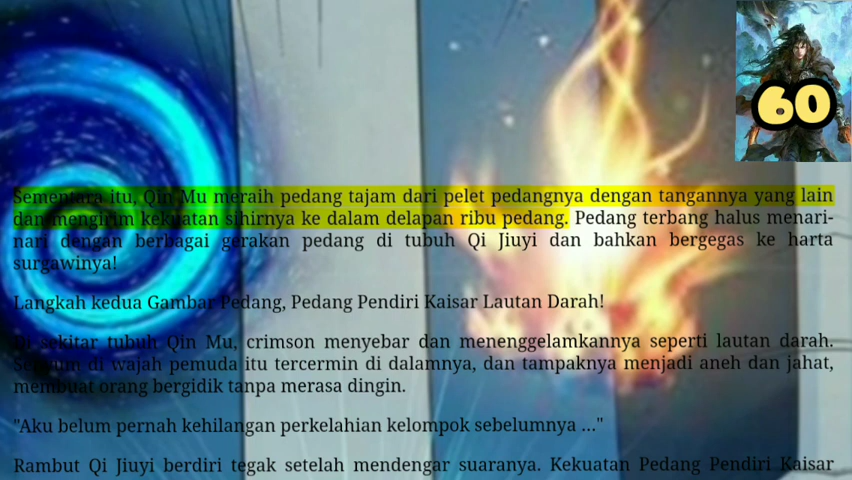 60
Sementara itu, Qin Mu meraih pedang tajam dari pelet pedangnya dengan tangannya yang lain
dan mengirim kekuatan sihirnya ke dalam delapan ribu pedang. Pedang terbang halus menari-
nari dengan berbagai gerakan pedang di tubuh Qi Jiuyi dan bahkan bergegas ke harta
surgawinya!
Langkah kedua Gambar Pedang, Pedang Pendiri Kaisar Lautan Darah!
Di sekitar tubuh Qin Mu, crimson menyebar dan menenggelamkannya seperti lautan darah.
Senyum di wajah pemuda itu tercermin di dalamnya, dan tampaknya menjadi aneh dan jahat,
membuat orang bergidik tanpa merasa dingin.
"Aku belum pernah kehilangan perkelahian kelompok sebelumnya ..."
Rambut Qi Jiuyi berdiri tegak setelah mendengar suaranya. Kekuatan Pedang Pendiri Kaisar